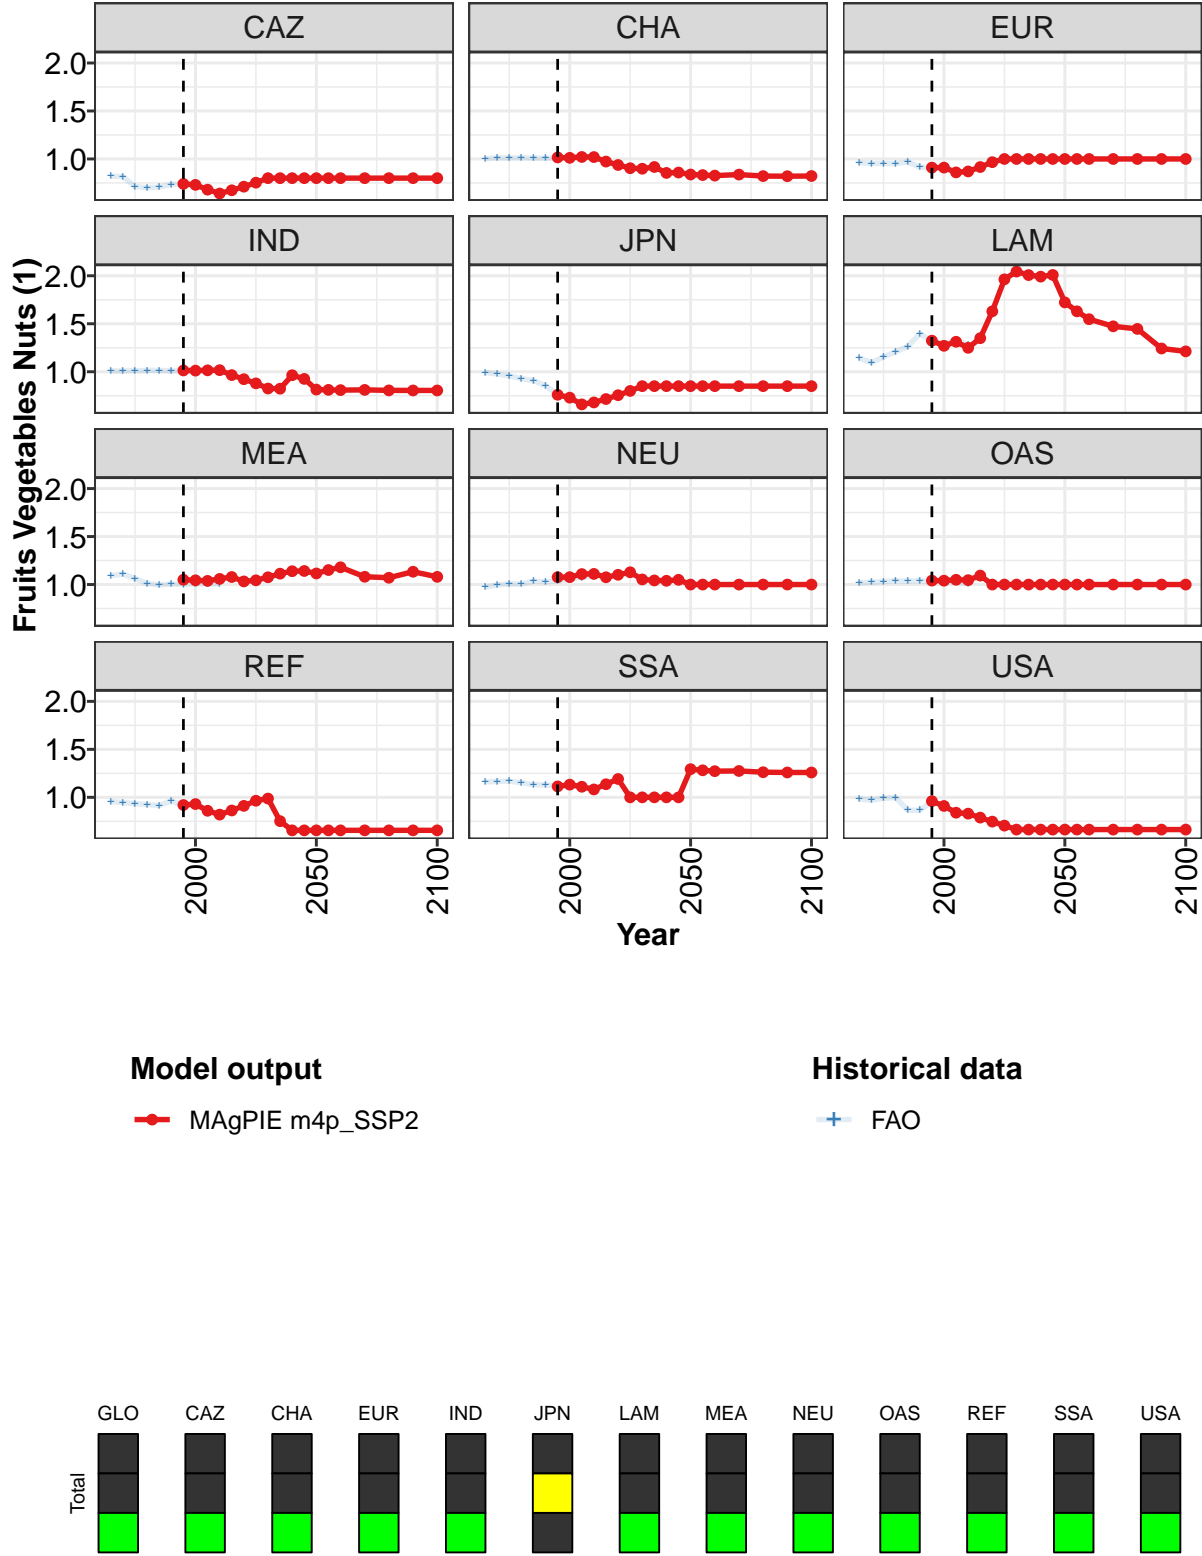 CAZ CHA EUR
2.0
1.5
1.0
IND JPN LAM
2.0
1.5
1.0
MEA NEU OAS
2.0
1.5
1.0
REF SSA USA
2.0
1.5
1.0
Fruits Vegetables Nuts (1)
2000 2050 2100 2000 2050 2100 2000 2050 2100
Year
Model output
MAgPIE m4p_SSP2
Historical data
FAO
GLO CAZ CHA EUR IND JPN LAM MEA NEU OAS REF SSA USA
Total